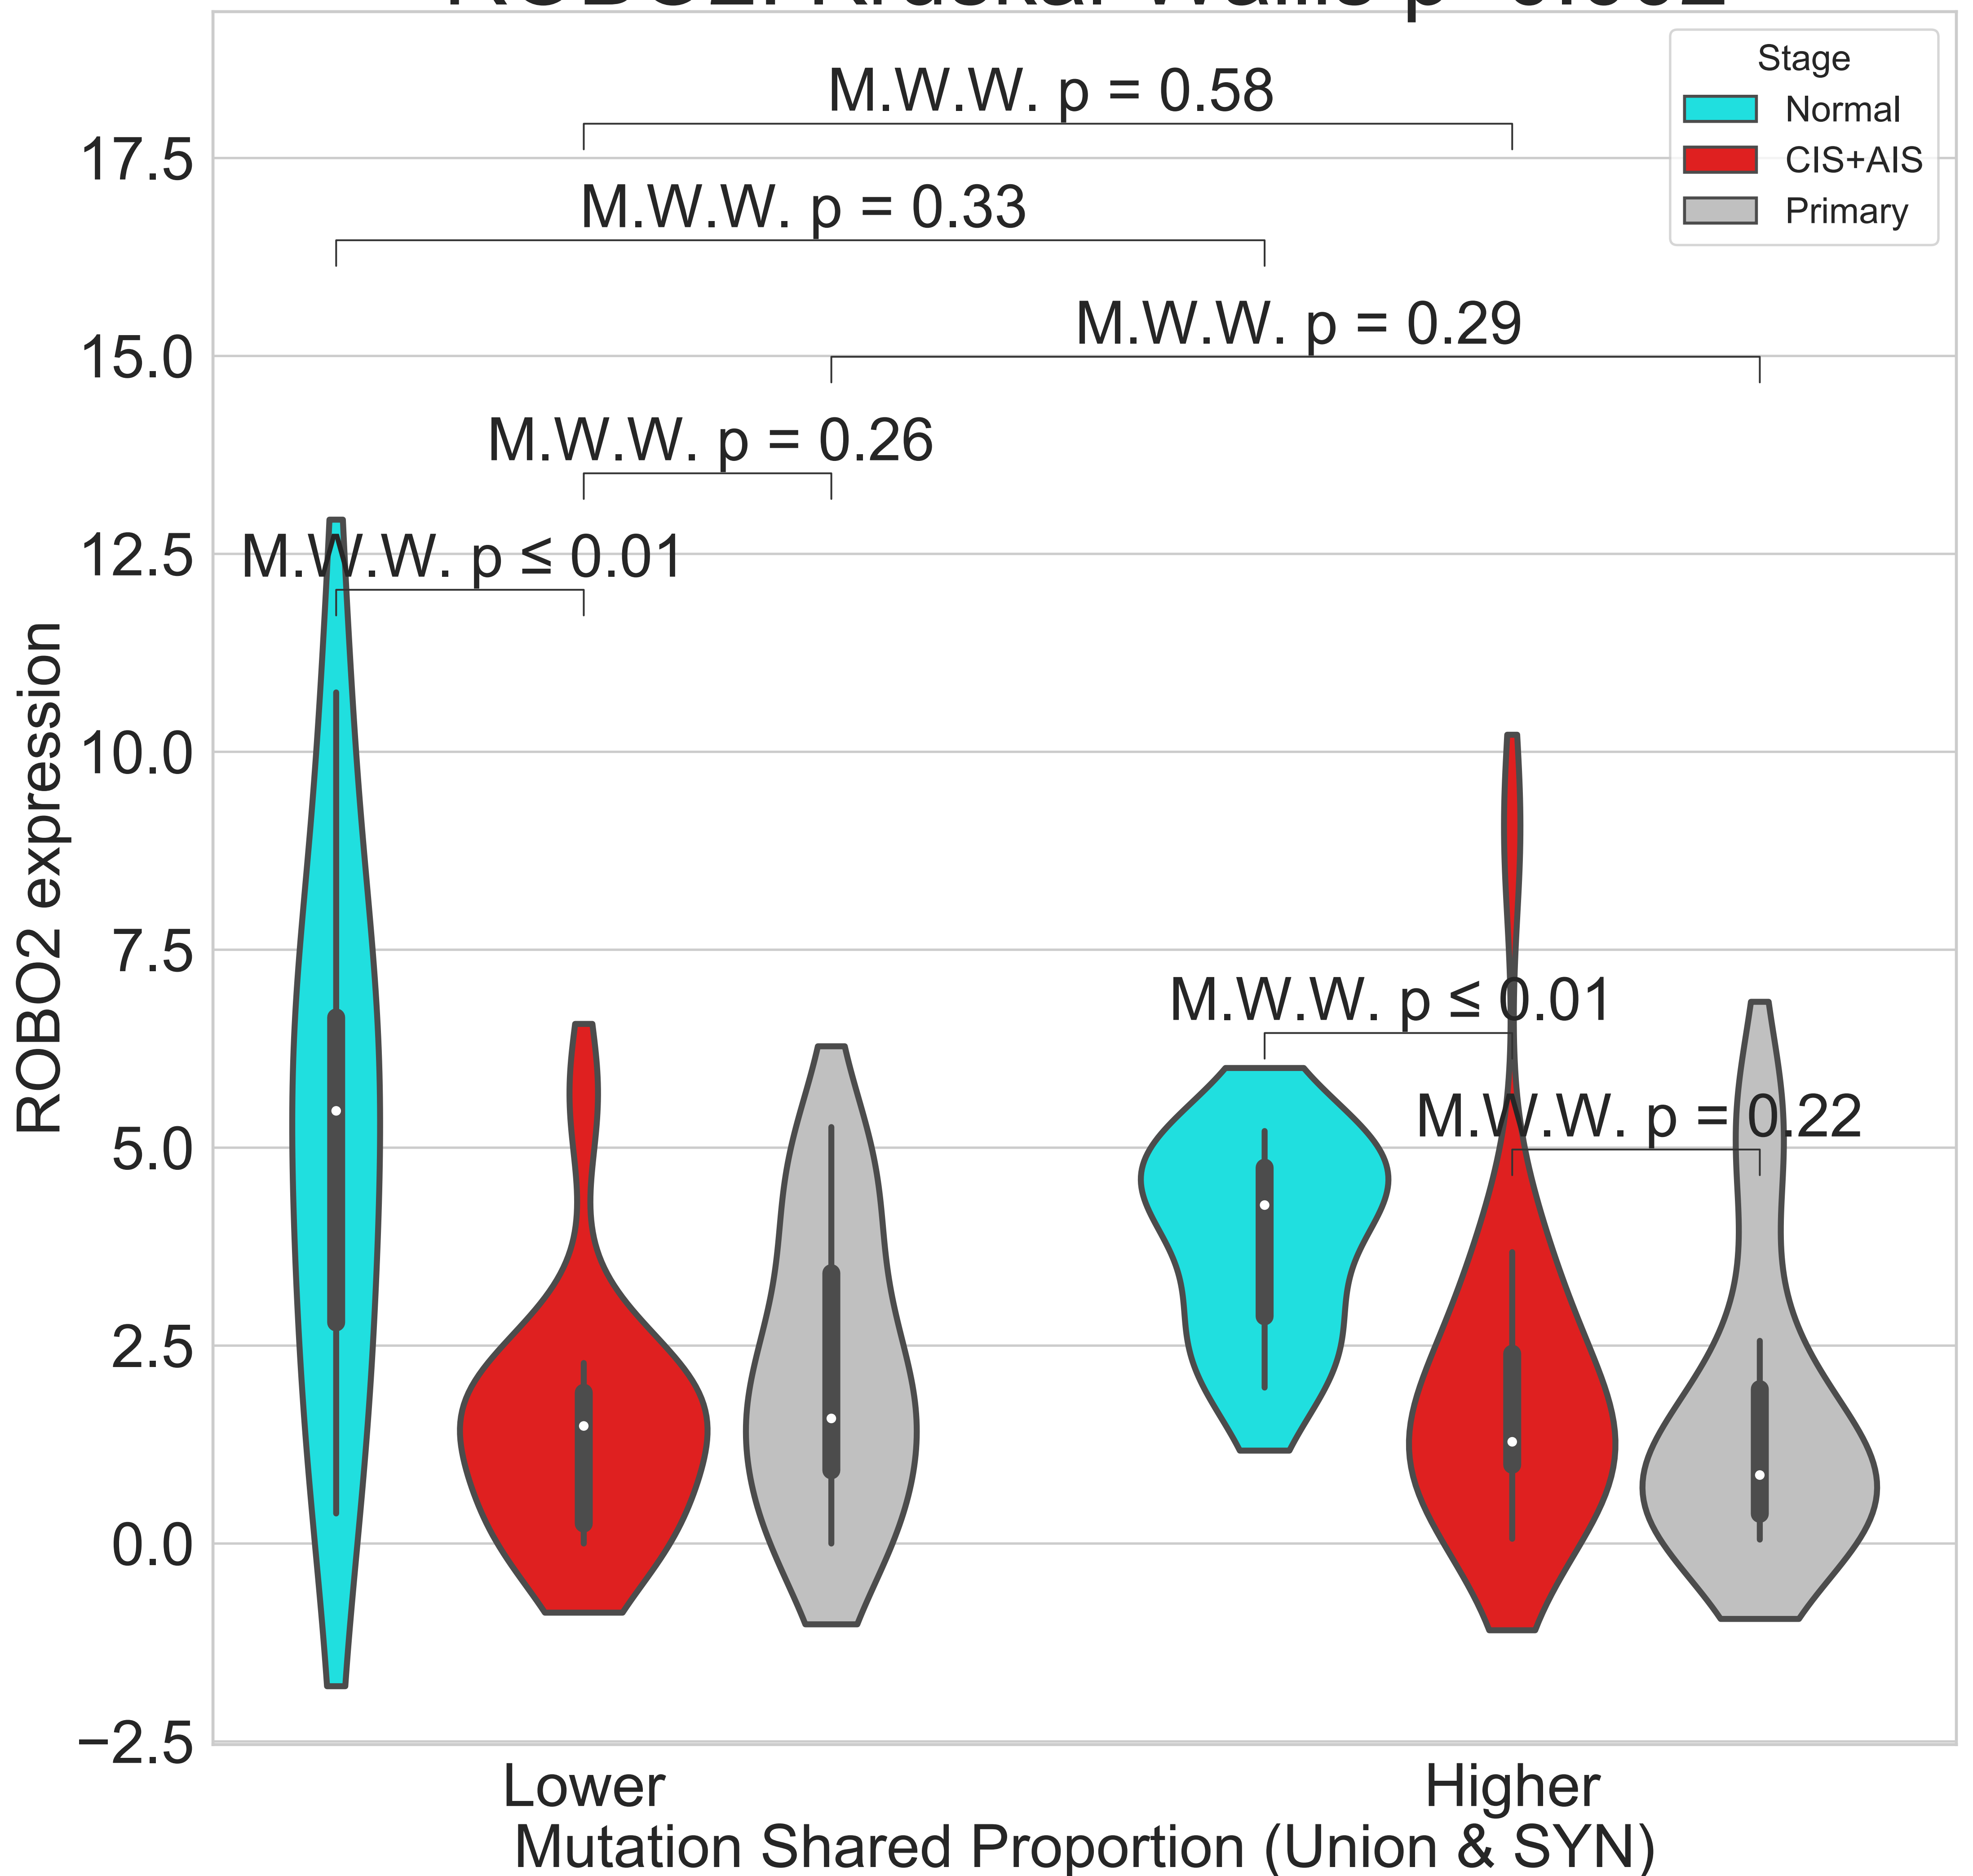 Stage
Normal
CIS+AIS
Primary
M.W.W. p = 0.58
M.W.W. p = 0.33
M.W.W. p = 0.29
M.W.W. p = 0.26
M.W.W. p ≤ 0.01
M.W.W. p ≤ 0.01
M.W.W. p = 0.22
17.5
15.0
12.5
10.0
7.5
5.0
2.5
0.0
−2.5
ROBO2 expression
Lower
Higher
Mutation Shared Proportion (Union & SYN)